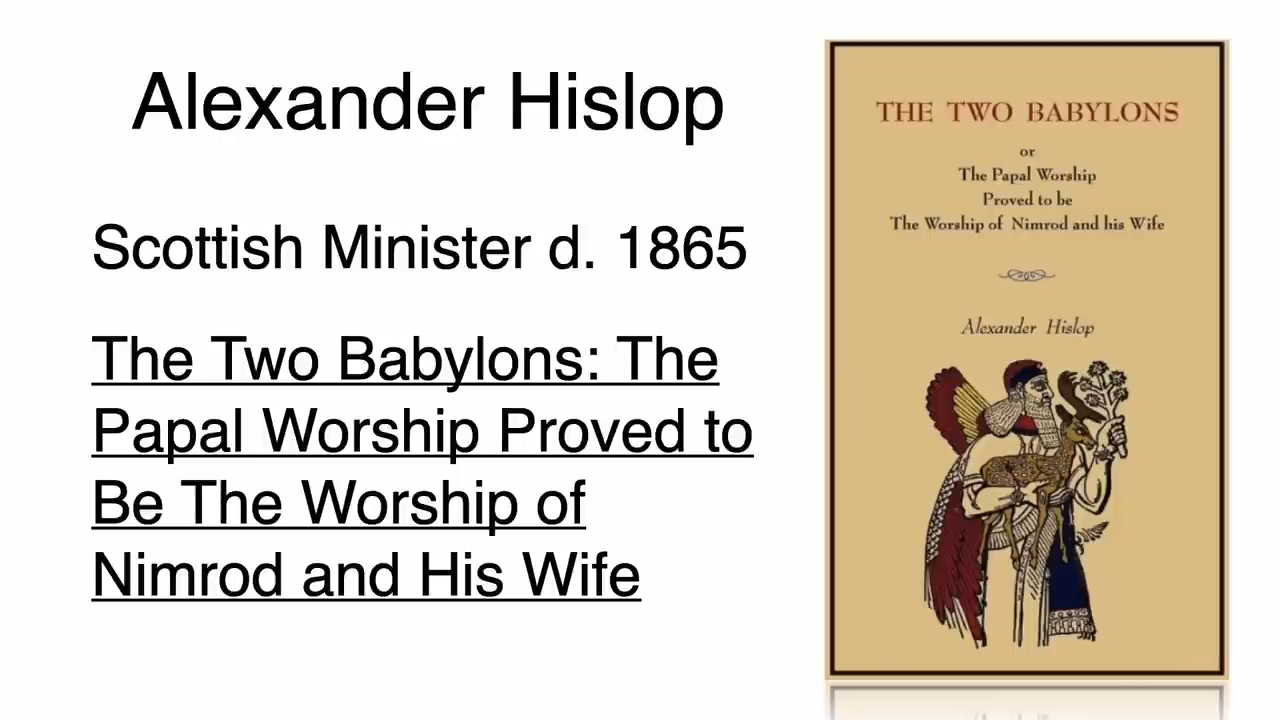 Alexander Hislop
Scottish Minister d. 1865
The Two Babylons: The
Papal Worship Proved to
Be The Worship of
Nimrod and His Wife
THE TWO BABYLONS
or
The Papal Worship
Proved to be
The Worship of Nimrod and his Wife
Alexander Hislop